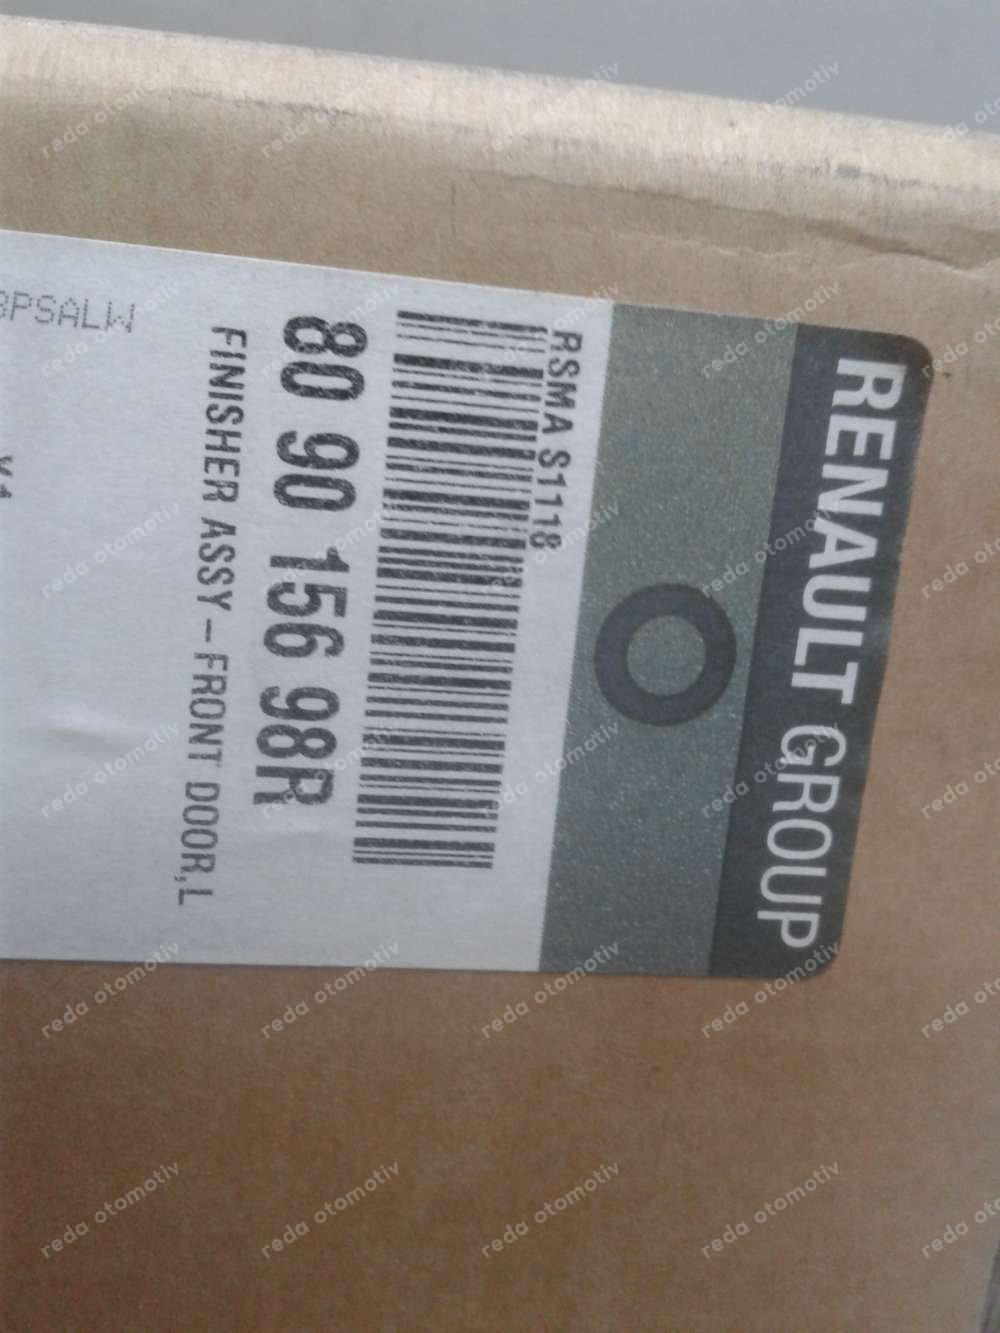 RENAULT GROUP
RSMA S1118
80 90 156 98R
FINISHER ASSY-FRONT DOOR,L
reda otomotiv